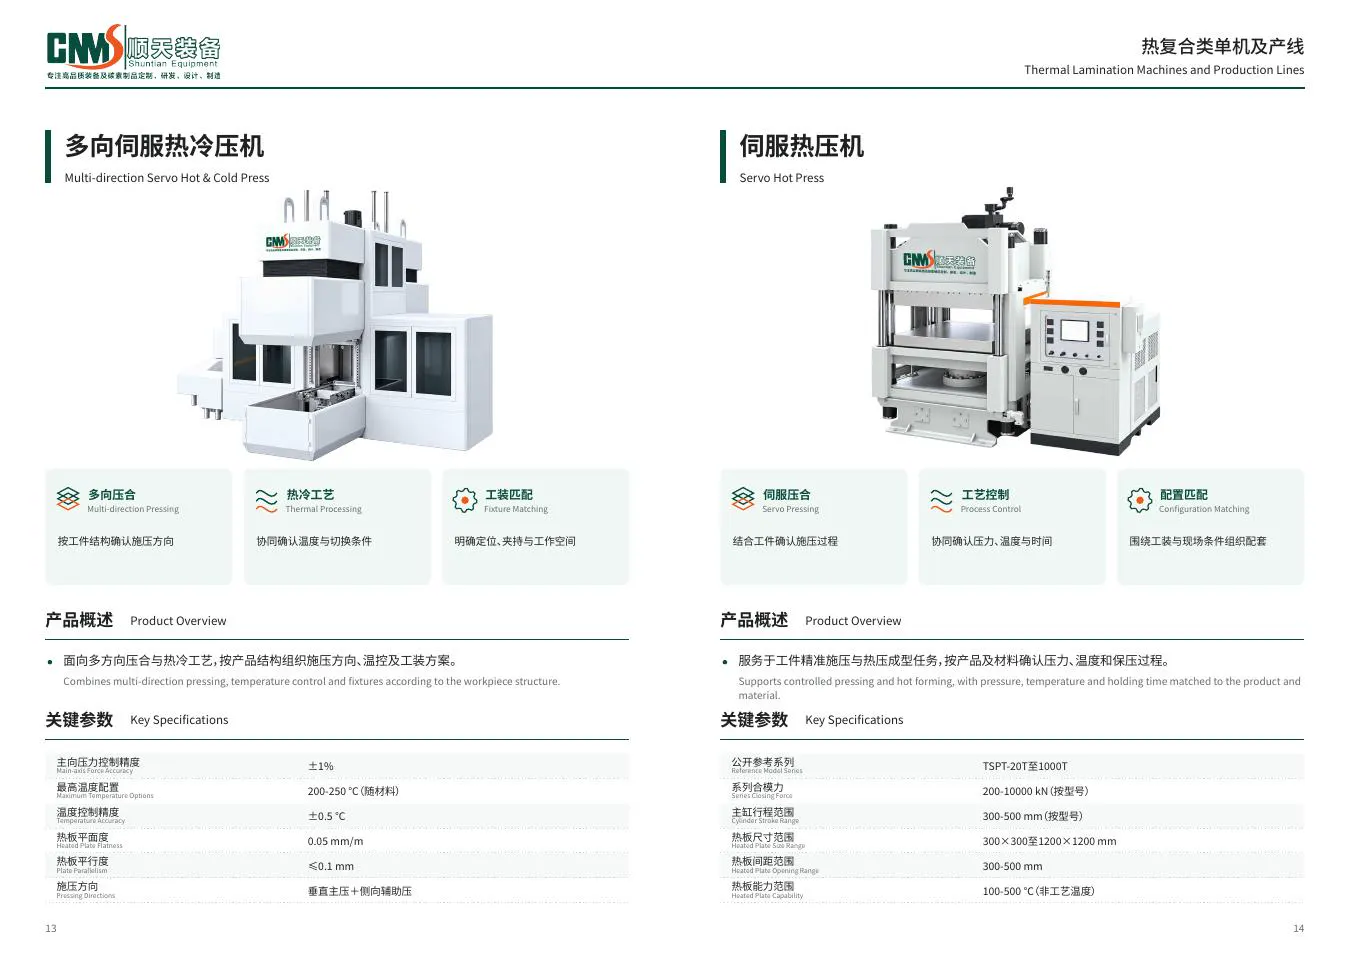 CNMS 顺天装备
Shuntian Equipment
专注高品质装备及碳素制品定制、研发、设计、制造
热复合类单机及产线
Thermal Lamination Machines and Production Lines
多向伺服热冷压机
Multi-direction Servo Hot & Cold Press
CNMS 顺天装备
Shuntian Equipment
多向压合
Multi-direction Pressing
按工件结构确认施压方向
热冷工艺
Thermal Processing
协同确认温度与切换条件
工装匹配
Fixture Matching
明确定位、夹持与工作空间
产品概述 Product Overview
• 面向多方向压合与热冷工艺,按产品结构组织施压方向、温控及工装方案。
Combines multi-direction pressing, temperature control and fixtures according to the workpiece structure.
关键参数 Key Specifications
主向压力控制精度 ±1%
Main-axis Force Accuracy
最高温度配置 200-250 °C(随材料)
Maximum Temperature Options
温度控制精度 ±0.5 °C
Temperature Accuracy
热板平面度 0.05 mm/m
Heated Plate Flatness
热板平行度 ≤0.1 mm
Plate Parallelism
施压方向 垂直主压+侧向辅助压
Pressing Directions
13
伺服热压机
Servo Hot Press
CNMS 顺天装备
Shuntian Equipment
伺服压合
Servo Pressing
结合工件确认施压过程
工艺控制
Process Control
协同确认压力、温度与时间
配置匹配
Configuration Matching
围绕工装与现场条件组织配套
产品概述 Product Overview
• 服务于工件精准施压与热压成型任务,按产品及材料确认压力、温度和保压过程。
Supports controlled pressing and hot forming, with pressure, temperature and holding time matched to the product and
material.
关键参数 Key Specifications
公开参考系列 TSPT-20T至1000T
Reference Model Series
系列合模力 200-10000 kN(按型号)
Series Closing Force
主缸行程范围 300-500 mm(按型号)
Cylinder Stroke Range
热板尺寸范围 300×300至1200×1200 mm
Heated Plate Size Range
热板间距范围 300-500 mm
Heated Plate Opening Range
热板能力范围 100-500 °C(非工艺温度)
Heated Plate Capability
14